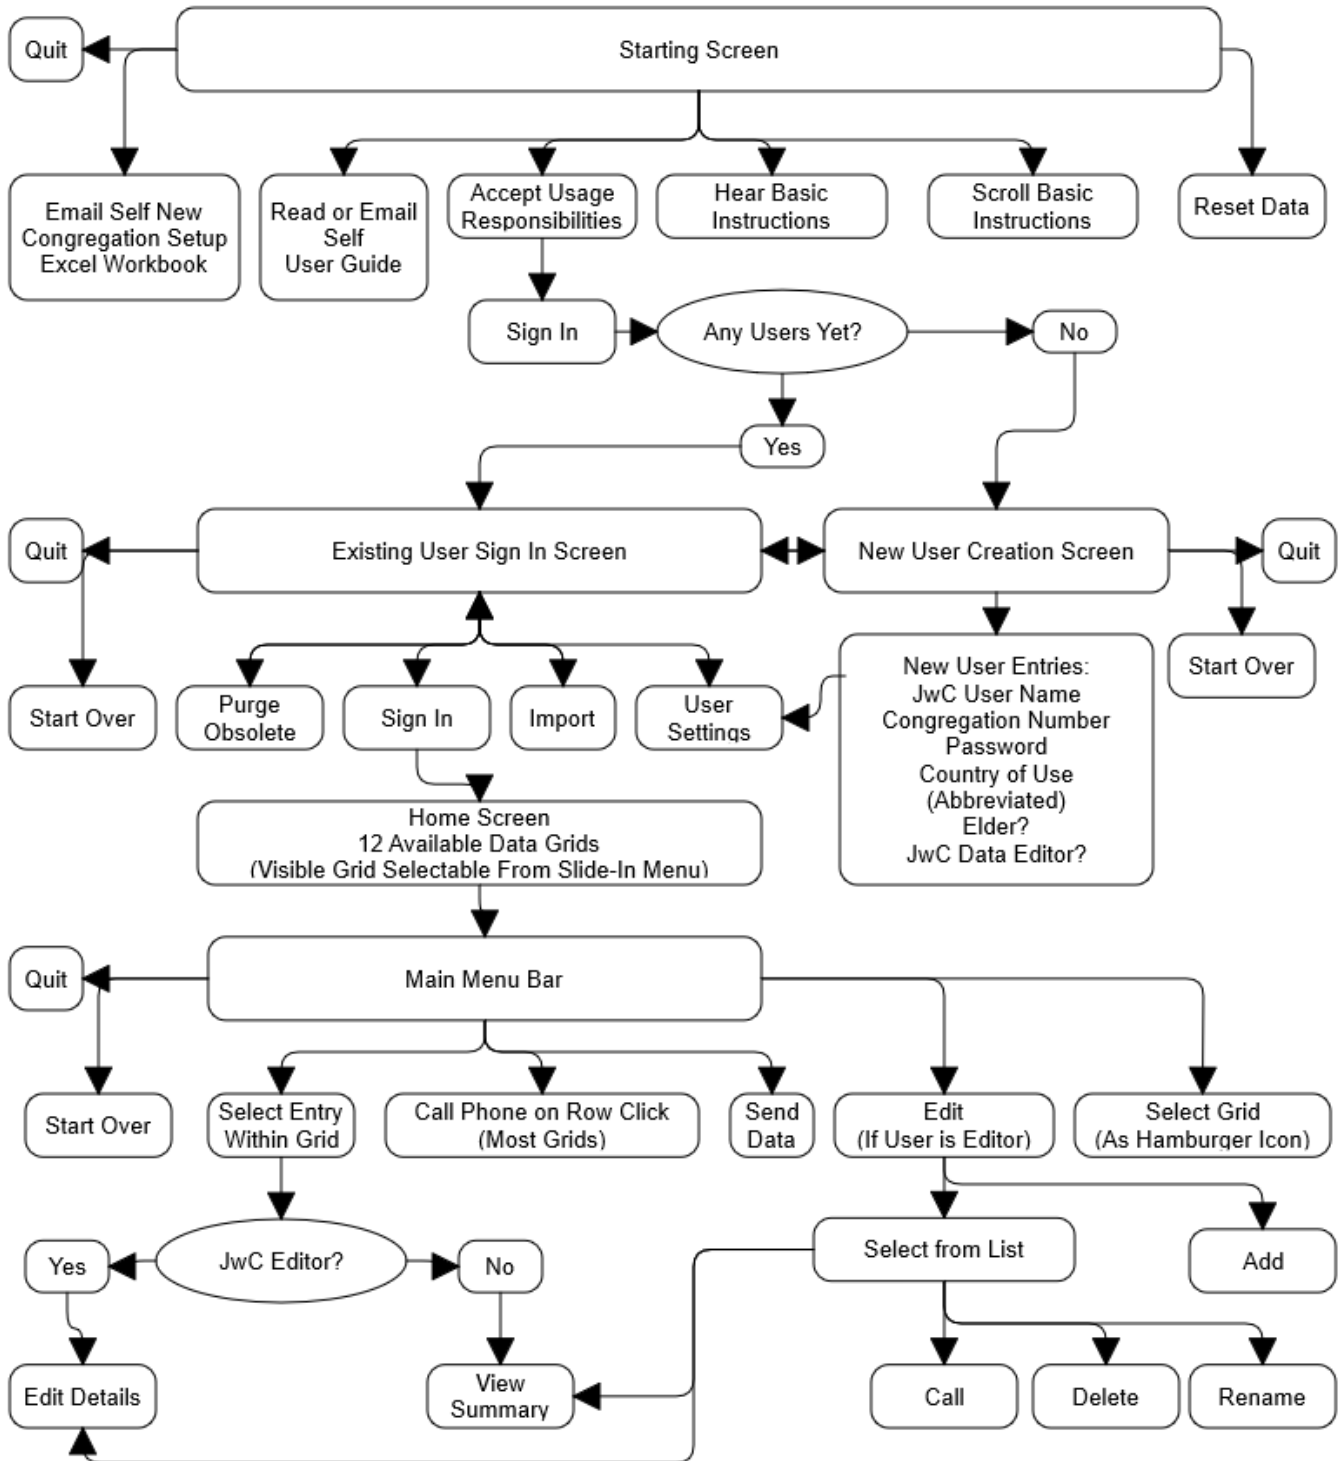 Quit
Starting Screen
Email Self New
Congregation Setup
Excel Workbook
Read or Email
Self
User Guide
Accept Usage
Responsibilities
Hear Basic
Instructions
Scroll Basic
Instructions
Reset Data
Sign In
Any Users Yet?
No
Yes
Quit
Existing User Sign In Screen
New User Creation Screen
Quit
Start Over
Purge
Obsolete
Sign In
Import
User
Settings
New User Entries:
JwC User Name
Congregation Number
Password
Country of Use
(Abbreviated)
Elder?
JwC Data Editor?
Start Over
Home Screen
12 Available Data Grids
(Visible Grid Selectable From Slide-In Menu)
Quit
Main Menu Bar
Start Over
Select Entry
Within Grid
Call Phone on Row Click
(Most Grids)
Send
Data
Edit
(If User is Editor)
Select Grid
(As Hamburger Icon)
Yes
JwC Editor?
No
Select from List
Add
Edit Details
View
Summary
Call
Delete
Rename